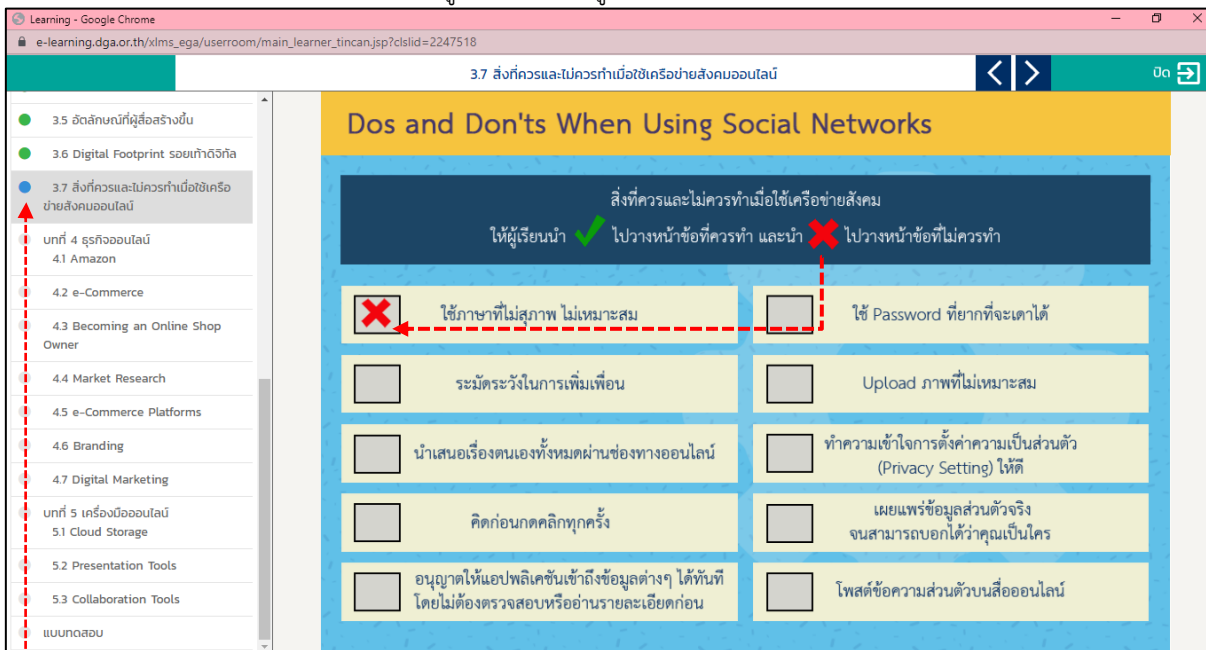 Learning - Google Chrome
e-learning.dga.or.th/xlms_ega/userroom/main_learner_tincan.jsp?clslid=2247518
3.7 สิ่งที่ควรและไม่ควรทำเมื่อใช้เครือข่ายสังคมออนไลน์
ปิด
3.5 อัตลักษณ์ที่ผู้สื่อสร้างขึ้น
3.6 Digital Footprint รอยเท้าดิจิทัล
3.7 สิ่งที่ควรและไม่ควรทำเมื่อใช้เครือ
ข่ายสังคมออนไลน์
บทที่ 4 ธุรกิจออนไลน์
4.1 Amazon
4.2 e-Commerce
4.3 Becoming an Online Shop
Owner
4.4 Market Research
4.5 e-Commerce Platforms
4.6 Branding
4.7 Digital Marketing
บทที่ 5 เครื่องมือออนไลน์
5.1 Cloud Storage
5.2 Presentation Tools
5.3 Collaboration Tools
แบบทดสอบ
Dos and Don'ts When Using Social Networks
สิ่งที่ควรและไม่ควรทำเมื่อใช้เครือข่ายสังคม
ให้ผู้เรียนนำ ไปวางหน้าข้อที่ควรทำ และนำ ไปวางหน้าข้อที่ไม่ควรทำ
ใช้ภาษาที่ไม่สุภาพ ไม่เหมาะสม
ใช้ Password ที่ยากที่จะเดาได้
ระมัดระวังในการเพิ่มเพื่อน
Upload ภาพที่ไม่เหมาะสม
นำเสนอเรื่องตนเองทั้งหมดผ่านช่องทางออนไลน์
ทำความเข้าใจการตั้งค่าความเป็นส่วนตัว
(Privacy Setting) ให้ดี
คิดก่อนกดคลิกทุกครั้ง
เผยแพร่ข้อมูลส่วนตัวจริง
จนสามารถบอกได้ว่าคุณเป็นใคร
อนุญาตให้แอปพลิเคชันเข้าถึงข้อมูลต่างๆ ได้ทันที
โดยไม่ต้องตรวจสอบหรืออ่านรายละเอียดก่อน
โพสต์ข้อความส่วนตัวบนสื่อออนไลน์